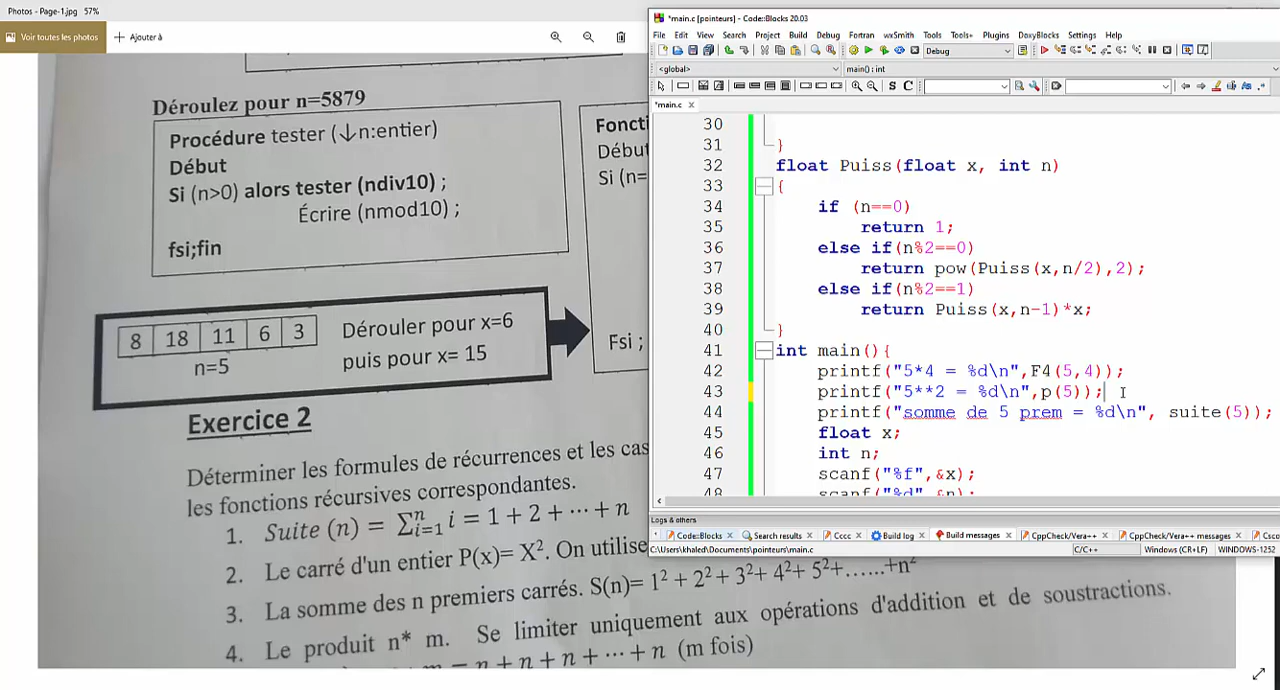 Photos - Page-1.jpg 57%
Voir toutes les photos
Ajouter à
Déroulez pour n=5879
Procédure tester (↓n:entier)
Début
Si (n>0) alors tester (ndiv10) ;
Écrire (nmod10) ;
fsi;fin
Foncti
Début
Si (n=
Fsi ;
8 18 11 6 3
n=5
Dérouler pour x=6
puis pour x= 15
Exercice 2
Déterminer les formules de récurrences et les cas
les fonctions récursives correspondantes.
1. Suite (n) = ∑ⁿᵢ₌₁ i = 1 + 2 + ⋯ + n
2. Le carré d'un entier P(x)= X². On utilise
3. La somme des n premiers carrés. S(n)= 1² + 2² + 3²+ 4²+ 5²+……+n²
4. Le produit n* m. Se limiter uniquement aux opérations d'addition et de soustractions.
= n + n + n + ⋯ + n (m fois)
*main.c [pointeurs] - Code::Blocks 20.03
File Edit View Search Project Build Debug Fortran wxSmith Tools Tools+ Plugins DoxyBlocks Settings Help
Debug
<global> main() : int
S C
*main.c X
30
31 }
32 float Puiss(float x, int n)
33 {
34 if (n==0)
35 return 1;
36 else if(n%2==0)
37 return pow(Puiss(x,n/2),2);
38 else if(n%2==1)
39 return Puiss(x,n-1)*x;
40 }
41 int main(){
42 printf("5*4 = %d\n",F4(5,4));
43 printf("5**2 = %d\n",p(5));
44 printf("somme de 5 prem = %d\n", suite(5));
45 float x;
46 int n;
47 scanf("%f",&x);
48 scanf("%d",&n);
Logs & others
Code::Blocks X Search results X Cccc X Build log X Build messages X CppCheck/Vera++ X CppCheck/Vera++ messages X Csco
C:\Users\khaled\Documents\pointeurs\main.c C/C++ Windows (CR+LF) WINDOWS-1252